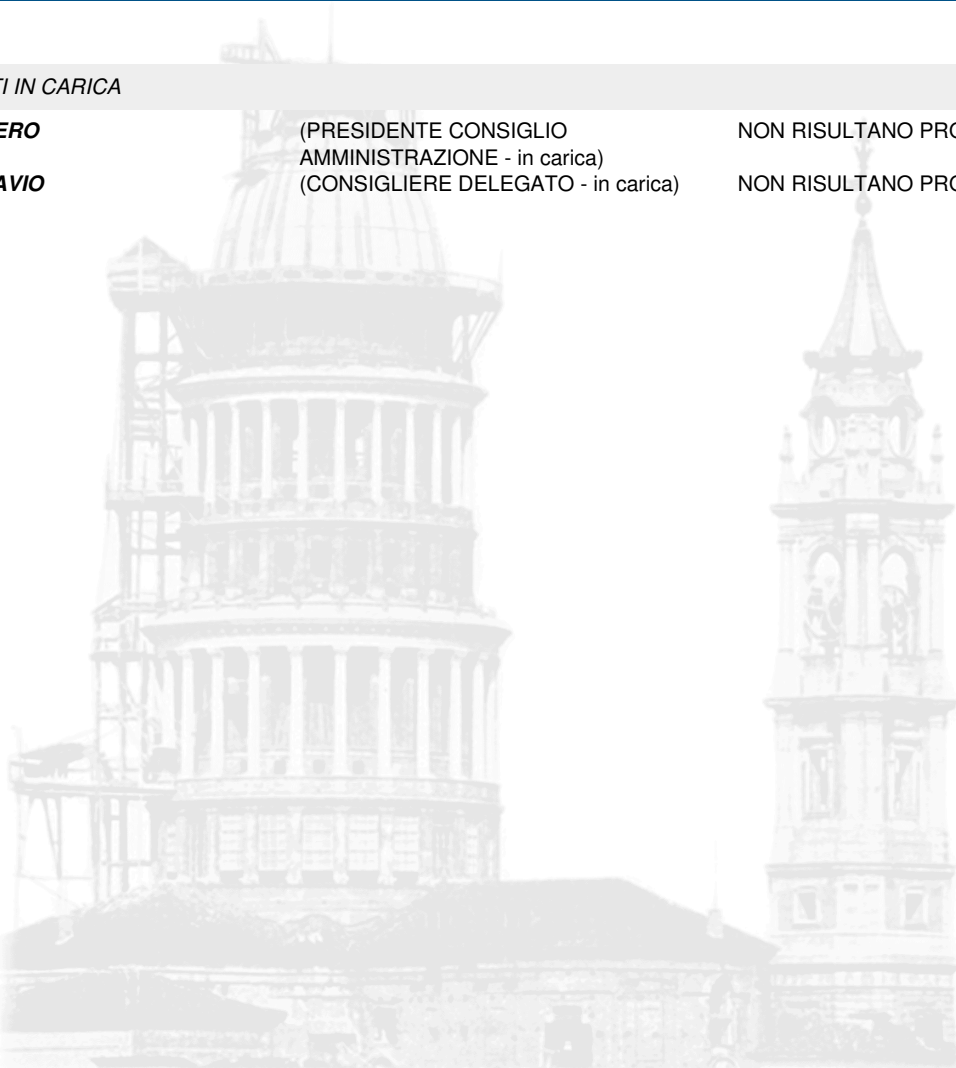 TI IN CARICA
ERO (PRESIDENTE CONSIGLIO NON RISULTANO PRO
AMMINISTRAZIONE - in carica)
AVIO (CONSIGLIERE DELEGATO - in carica) NON RISULTANO PRO